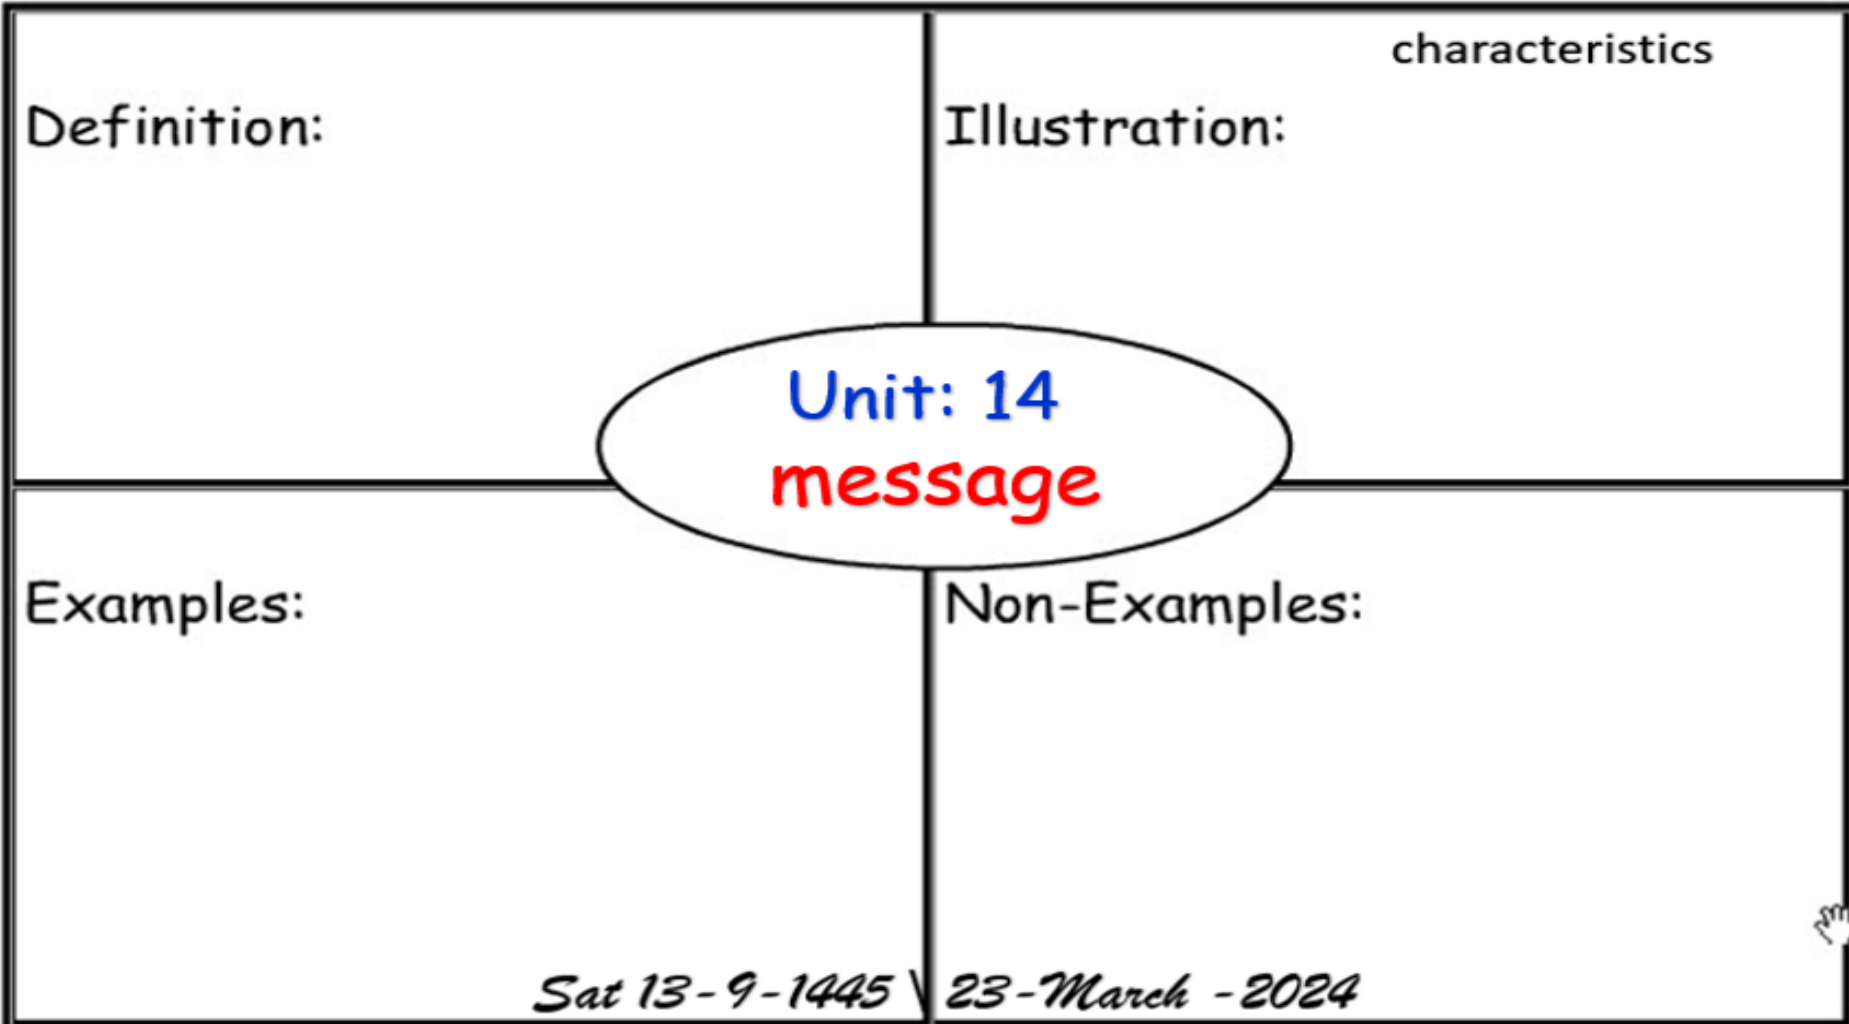 characteristics
Definition:
Illustration:
Unit: 14
message
Examples:
Non-Examples:
Sat 13-9-1445 \ 23-March -2024